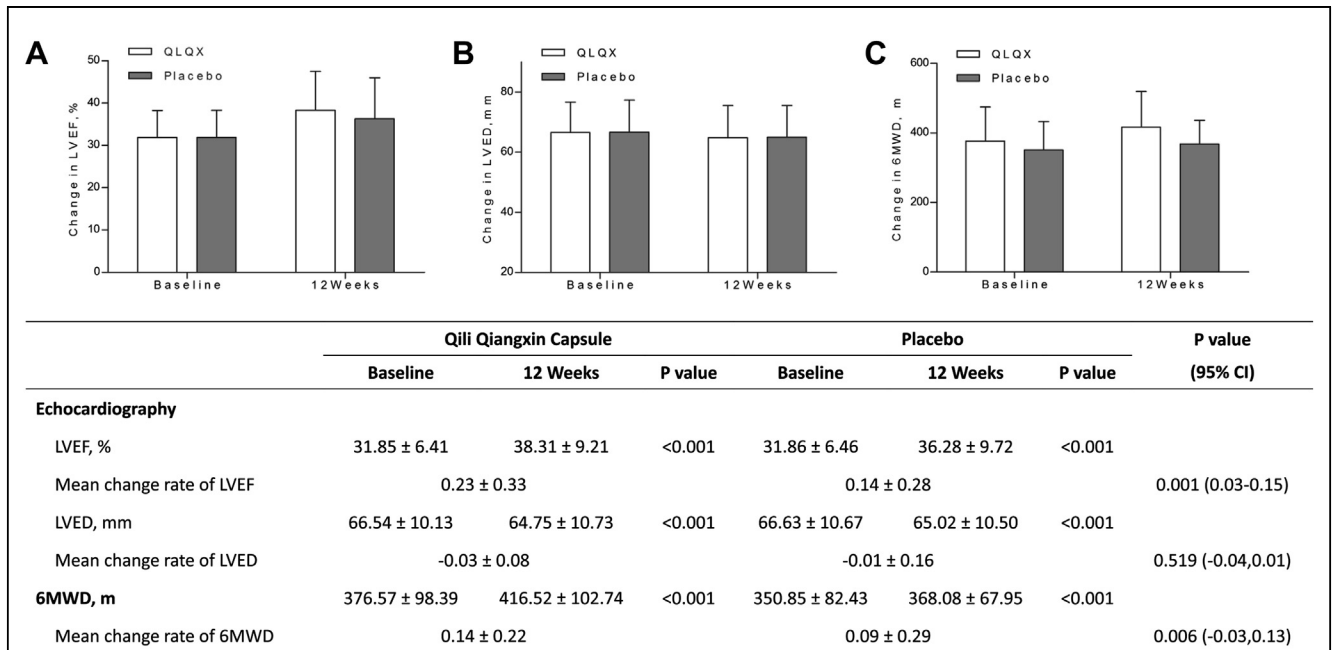 A
QLQX
Placebo
Change in LVEF, %
50
40
30
20
10
0
Baseline
12Weeks
B
QLQX
Placebo
Change in LVED, mm
80
60
40
20
Baseline
12Weeks
C
QLQX
Placebo
Change in 6MWD, m
600
400
200
0
Baseline
12Weeks
Qili Qiangxin Capsule Placebo P value
Baseline 12 Weeks P value Baseline 12 Weeks P value (95% CI)
Echocardiography
LVEF, % 31.85 ± 6.41 38.31 ± 9.21 <0.001 31.86 ± 6.46 36.28 ± 9.72 <0.001
Mean change rate of LVEF 0.23 ± 0.33 0.14 ± 0.28 0.001 (0.03-0.15)
LVED, mm 66.54 ± 10.13 64.75 ± 10.73 <0.001 66.63 ± 10.67 65.02 ± 10.50 <0.001
Mean change rate of LVED -0.03 ± 0.08 -0.01 ± 0.16 0.519 (-0.04,0.01)
6MWD, m 376.57 ± 98.39 416.52 ± 102.74 <0.001 350.85 ± 82.43 368.08 ± 67.95 <0.001
Mean change rate of 6MWD 0.14 ± 0.22 0.09 ± 0.29 0.006 (-0.03,0.13)